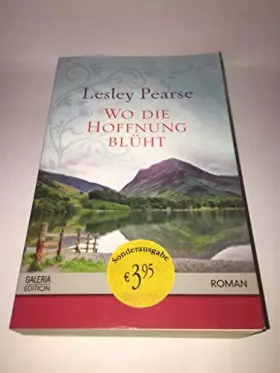 Lesley Pearse
WO DIE
HOFFNUNG
BLÜHT
Sonderausgabe
€3,95
GALERIA
EDITION
ROMAN